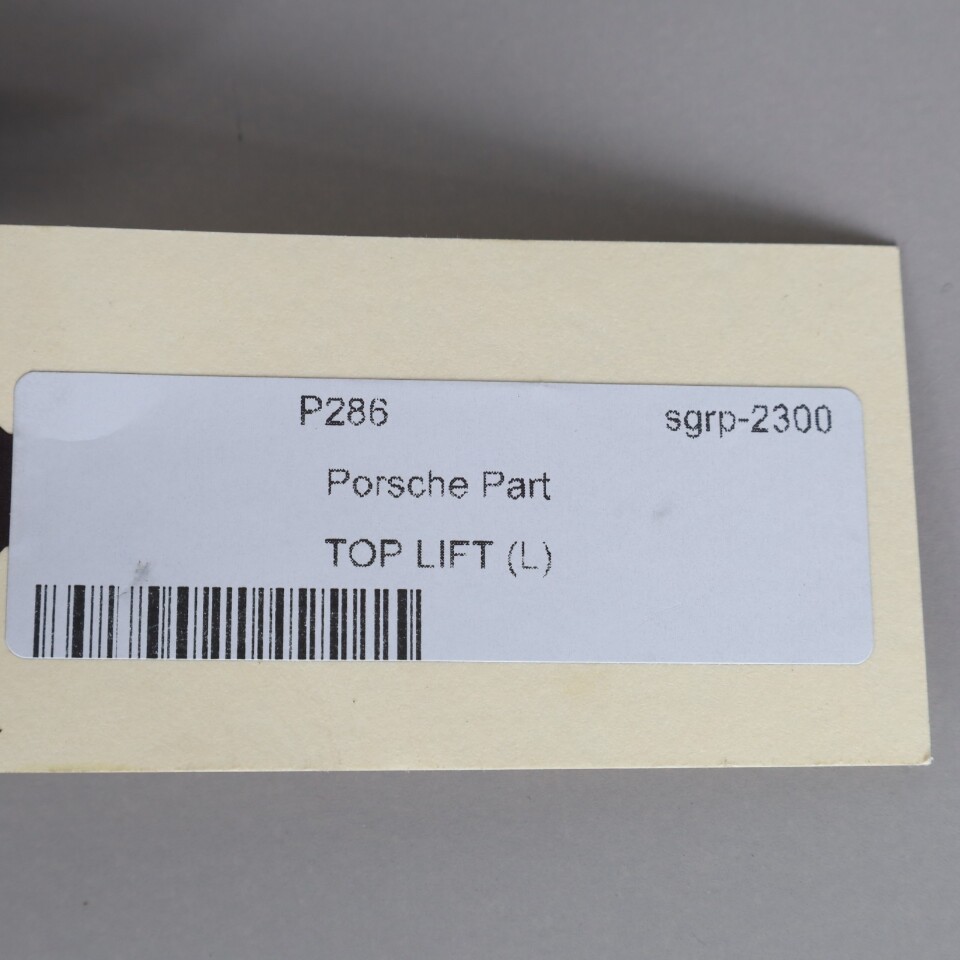 P286 sgrp-2300
Porsche Part
TOP LIFT (L)